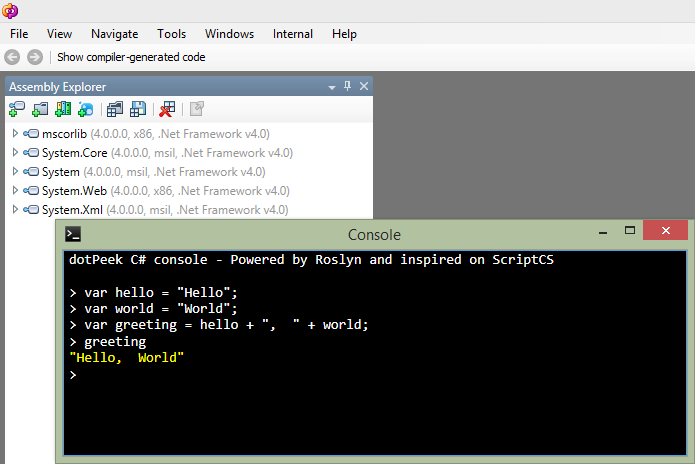 File View Navigate Tools Windows Internal Help
Show compiler-generated code
Assembly Explorer
mscorlib (4.0.0.0, x86, .Net Framework v4.0)
System.Core (4.0.0.0, msil, .Net Framework v4.0)
System (4.0.0.0, msil, .Net Framework v4.0)
System.Web (4.0.0.0, x86, .Net Framework v4.0)
System.Xml (4.0.0.0, msil, .Net Framework v4.0)
Console
dotPeek C# console - Powered by Roslyn and inspired on ScriptCS
> var hello = "Hello";
> var world = "World";
> var greeting = hello + ",  " + world;
> greeting
"Hello,  World"
>